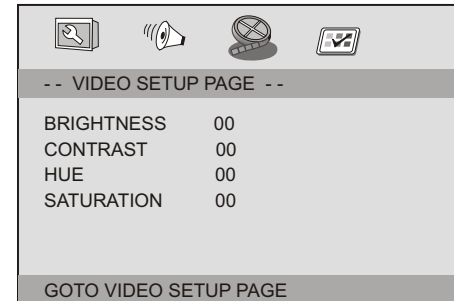 - - VIDEO SETUP PAGE - -
BRIGHTNESS 00
CONTRAST 00
HUE 00
SATURATION 00
GOTO VIDEO SETUP PAGE